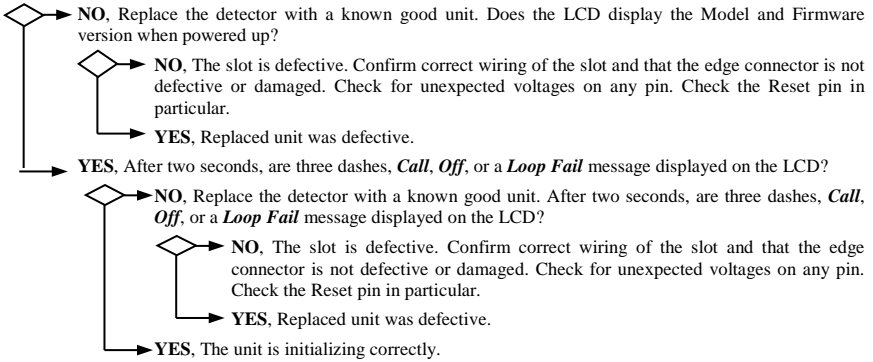 NO, Replace the detector with a known good unit. Does the LCD display the Model and Firmware
version when powered up?
NO, The slot is defective. Confirm correct wiring of the slot and that the edge connector is not
defective or damaged. Check for unexpected voltages on any pin. Check the Reset pin in
particular.
YES, Replaced unit was defective.
YES, After two seconds, are three dashes, Call, Off, or a Loop Fail message displayed on the LCD?
NO, Replace the detector with a known good unit. After two seconds, are three dashes, Call,
Off, or a Loop Fail message displayed on the LCD?
NO, The slot is defective. Confirm correct wiring of the slot and that the edge
connector is not defective or damaged. Check for unexpected voltages on any pin.
Check the Reset pin in particular.
YES, Replaced unit was defective.
YES, The unit is initializing correctly.